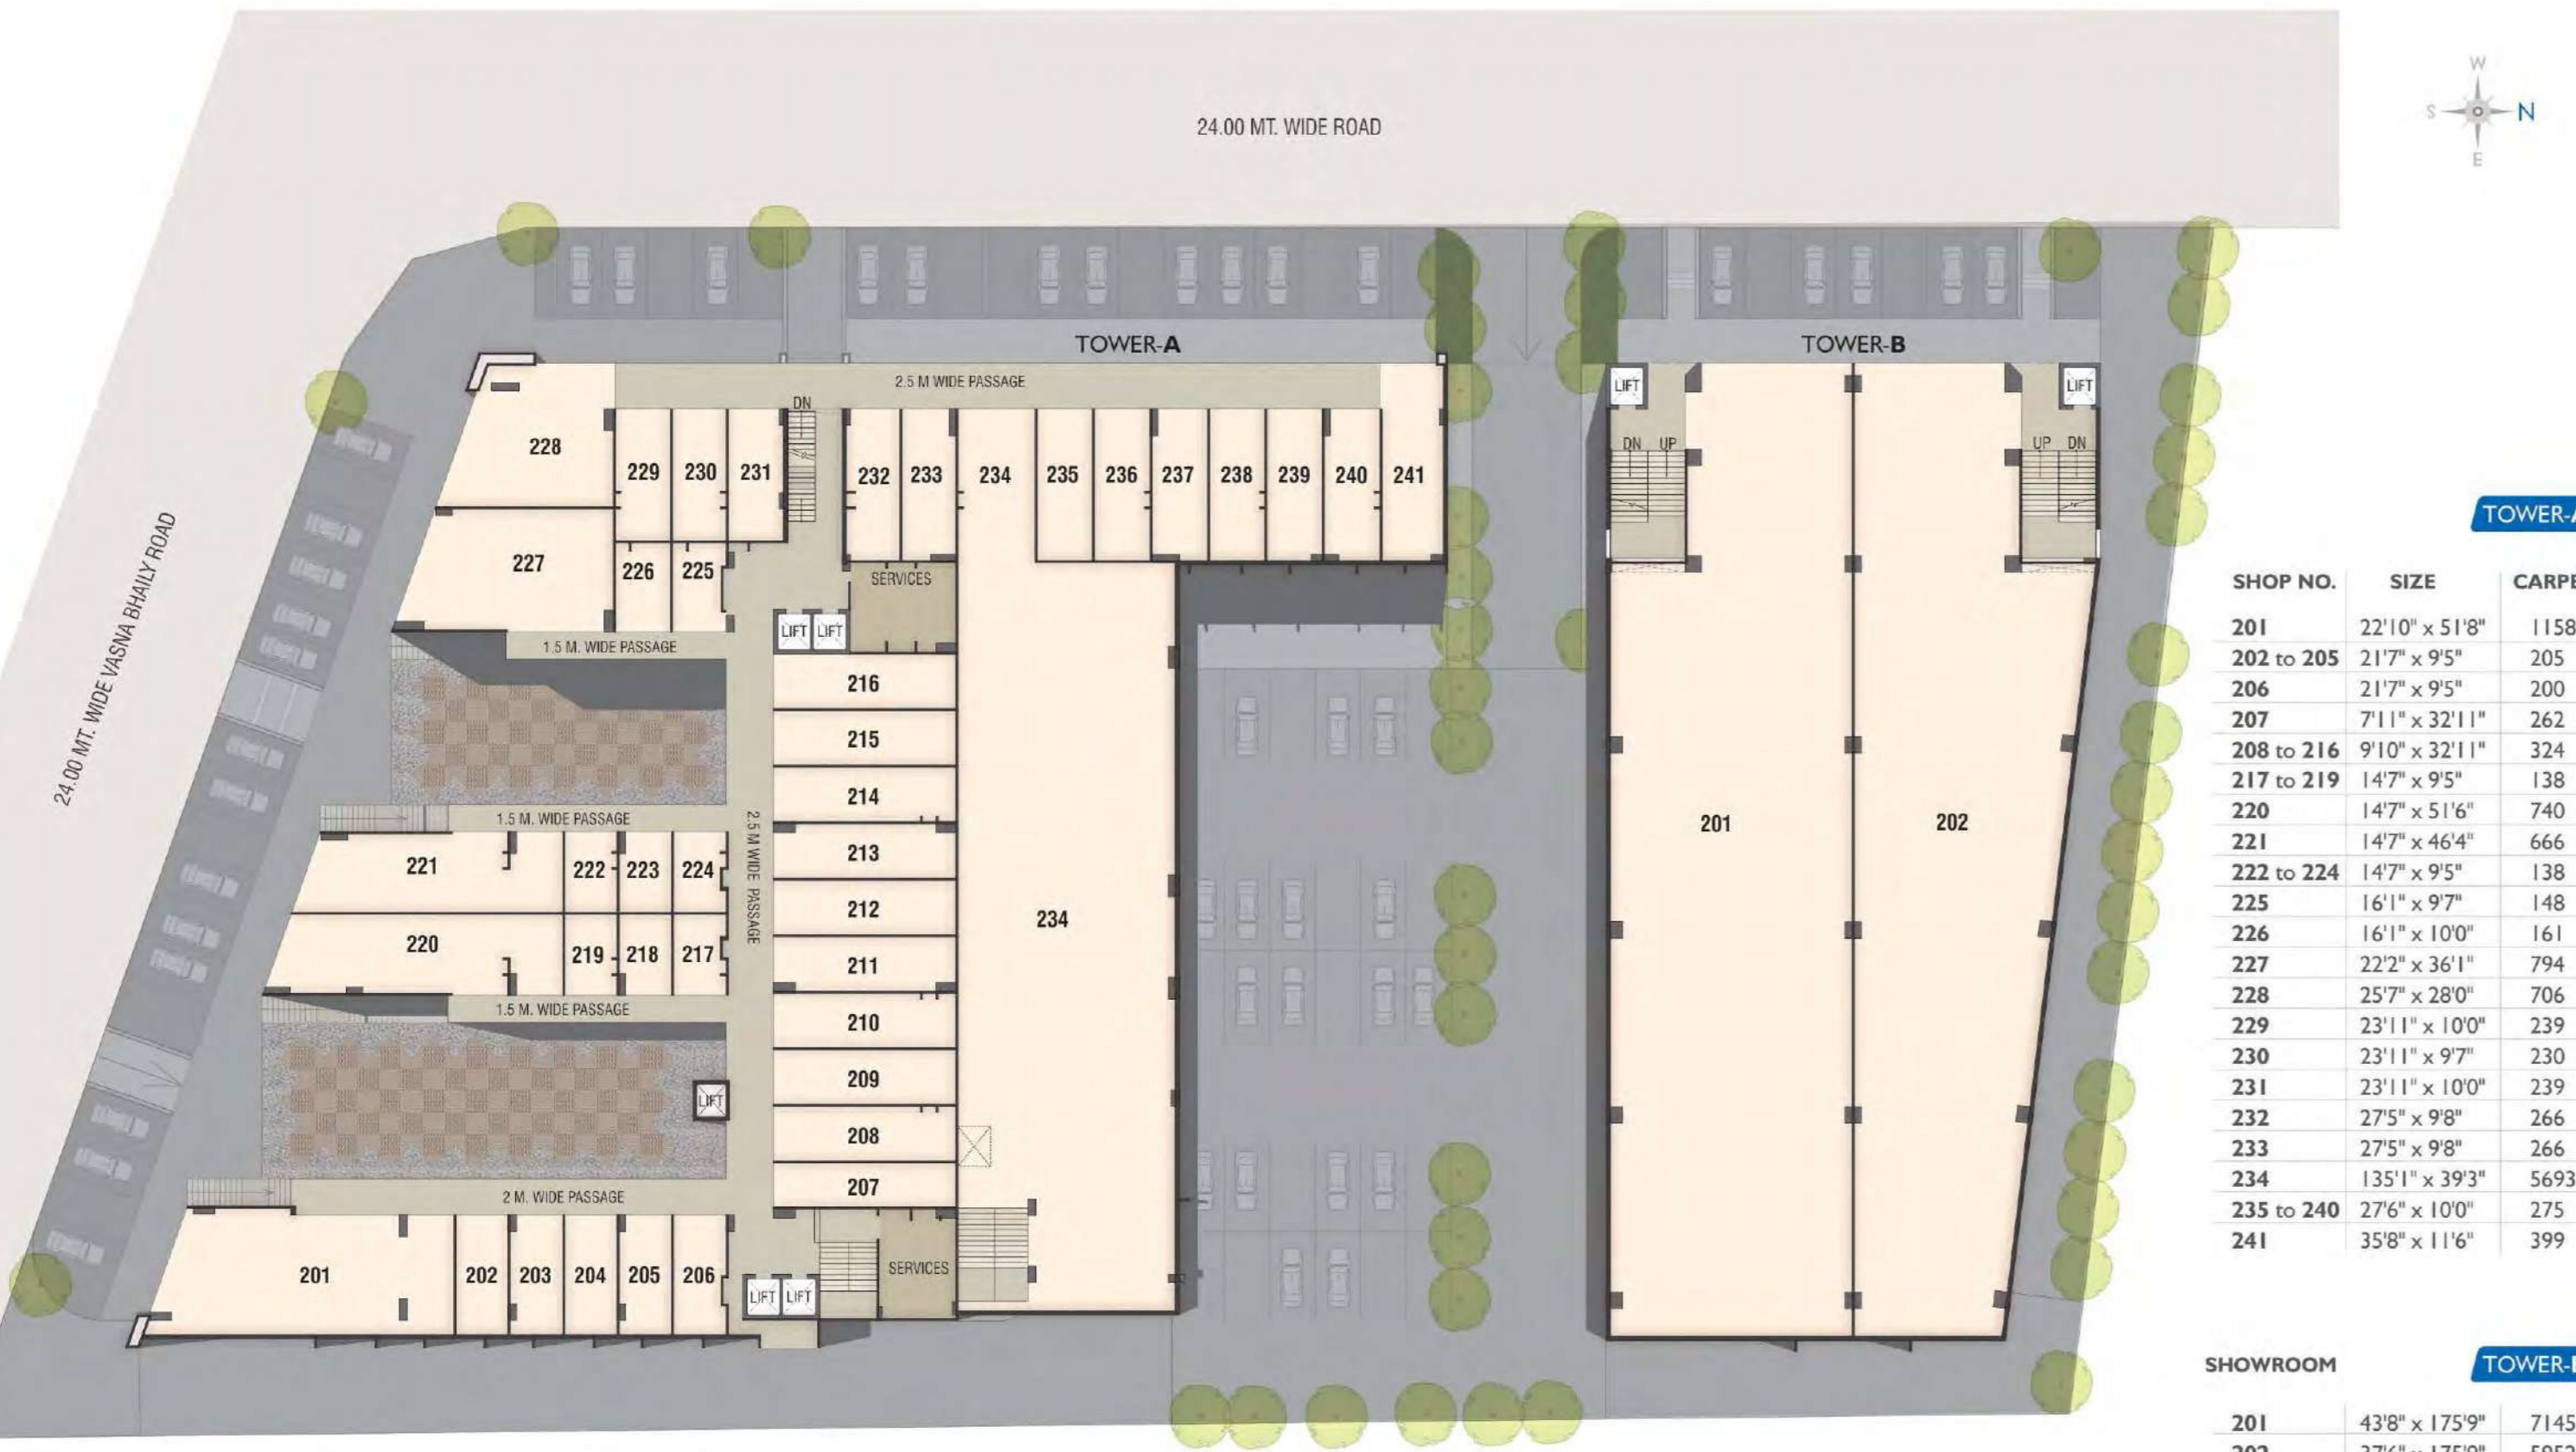 24.00 MT. WIDE ROAD
W
S
N
E
24.00 MT. WIDE VASNA BHAILY ROAD
TOWER-A
TOWER-B
2.5 M WIDE PASSAGE
DN
LIFT
LIFT
DN UP
UP DN
228
229 230 231
232 233 234 235 236 237 238 239 240 241
227
226 225
SERVICES
LIFT LIFT
1.5 M. WIDE PASSAGE
216
215
214
213
212
211
210
209
208
207
2.5 M WIDE PASSAGE
234
201
202
1.5 M. WIDE PASSAGE
221 222 223 224
220 219 218 217
1.5 M. WIDE PASSAGE
LIFT
2 M. WIDE PASSAGE
201 202 203 204 205 206
LIFT LIFT
SERVICES
TOWER-A
SHOP NO. SIZE
201 22'10" x 51'8" 1158
202 to 205 21'7" x 9'5" 205
206 21'7" x 9'5" 200
207 7'11" x 32'11" 262
208 to 216 9'10" x 32'11" 324
217 to 219 14'7" x 9'5" 138
220 14'7" x 51'6" 740
221 14'7" x 46'4" 666
222 to 224 14'7" x 9'5" 138
225 16'1" x 9'7" 148
226 16'1" x 10'0" 161
227 22'2" x 36'1" 794
228 25'7" x 28'0" 706
229 23'11" x 10'0" 239
230 23'11" x 9'7" 230
231 23'11" x 10'0" 239
232 27'5" x 9'8" 266
233 27'5" x 9'8" 266
234 135'1" x 39'3" 5693
235 to 240 27'6" x 10'0" 275
241 35'8" x 11'6" 399
SHOWROOM
201 43'8" x 175'9" 7145